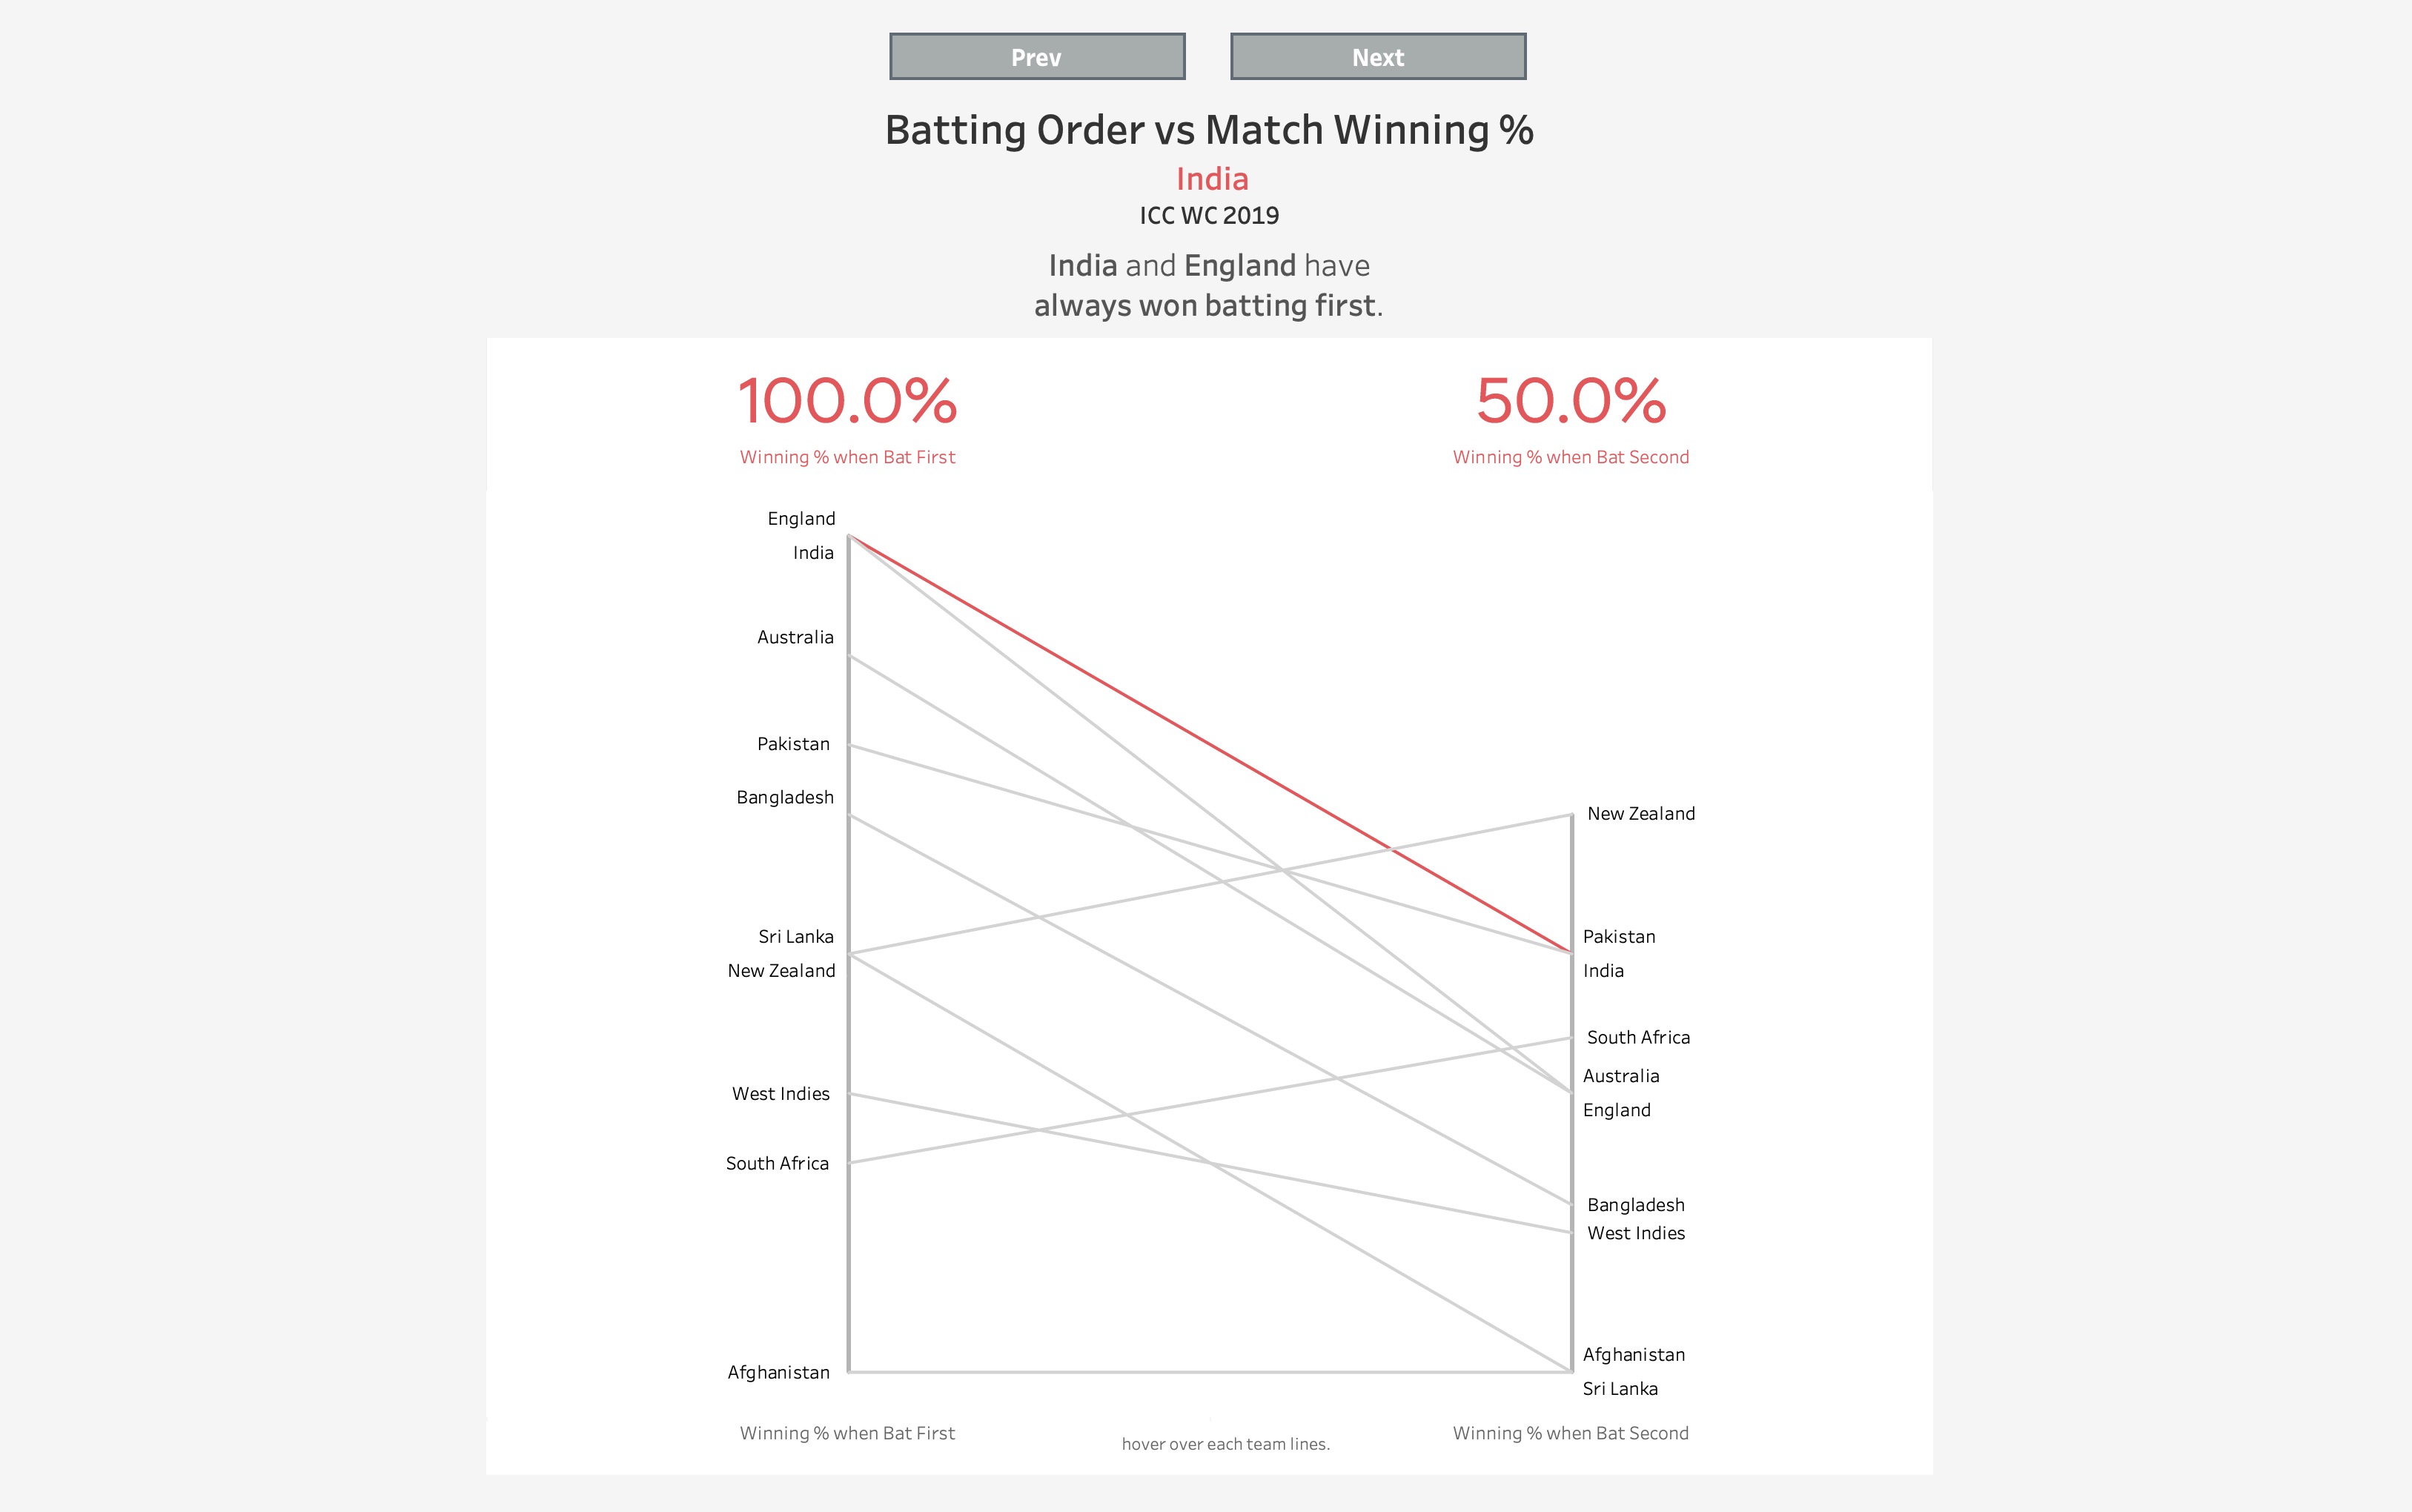 Prev
Next
Batting Order vs Match Winning %
India
ICC WC 2019
India and England have
always won batting first.
100.0%
Winning % when Bat First
50.0%
Winning % when Bat Second
England
India
Australia
Pakistan
Bangladesh
Sri Lanka
New Zealand
West Indies
South Africa
Afghanistan
New Zealand
Pakistan
India
South Africa
Australia
England
Bangladesh
West Indies
Afghanistan
Sri Lanka
Winning % when Bat First
hover over each team lines.
Winning % when Bat Second